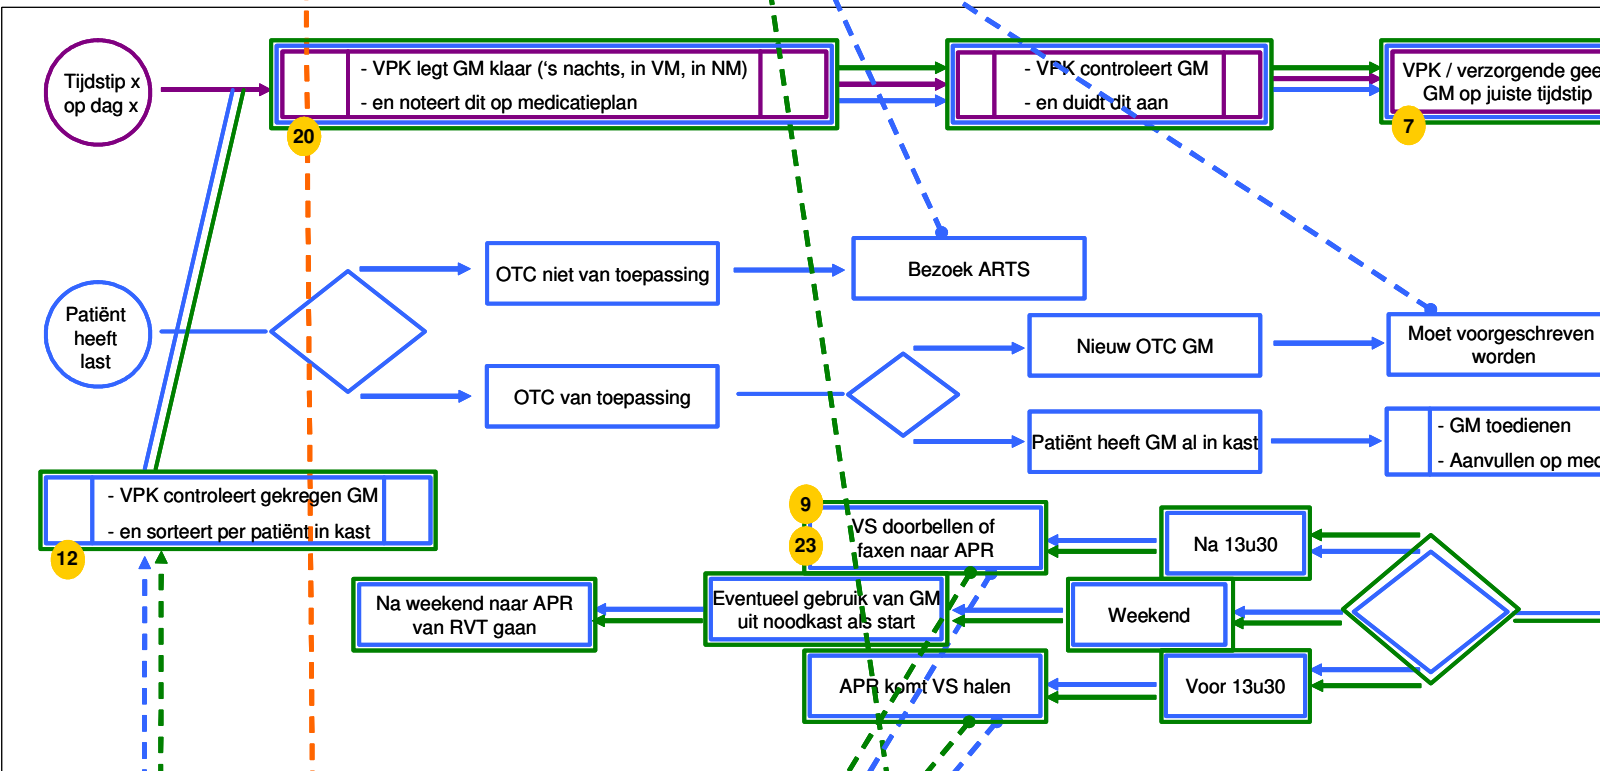 Tijdstip x
op dag x
- VPK legt GM klaar (‘s nachts, in VM, in NM)
- en noteert dit op medicatieplan
20
- VPK controleert GM
- en duidt dit aan
VPK / verzorgende gee
GM op juiste tijdstip
7
Patiënt
heeft
last
OTC niet van toepassing
Bezoek ARTS
OTC van toepassing
Nieuw OTC GM
Moet voorgeschreven
worden
Patiënt heeft GM al in kast
- GM toedienen
- Aanvullen op med
- VPK controleert gekregen GM
- en sorteert per patiënt in kast
12
9
23
VS doorbellen of
faxen naar APR
Na 13u30
Na weekend naar APR
van RVT gaan
Eventueel gebruik van GM
uit noodkast als start
Weekend
APR komt VS halen
Voor 13u30